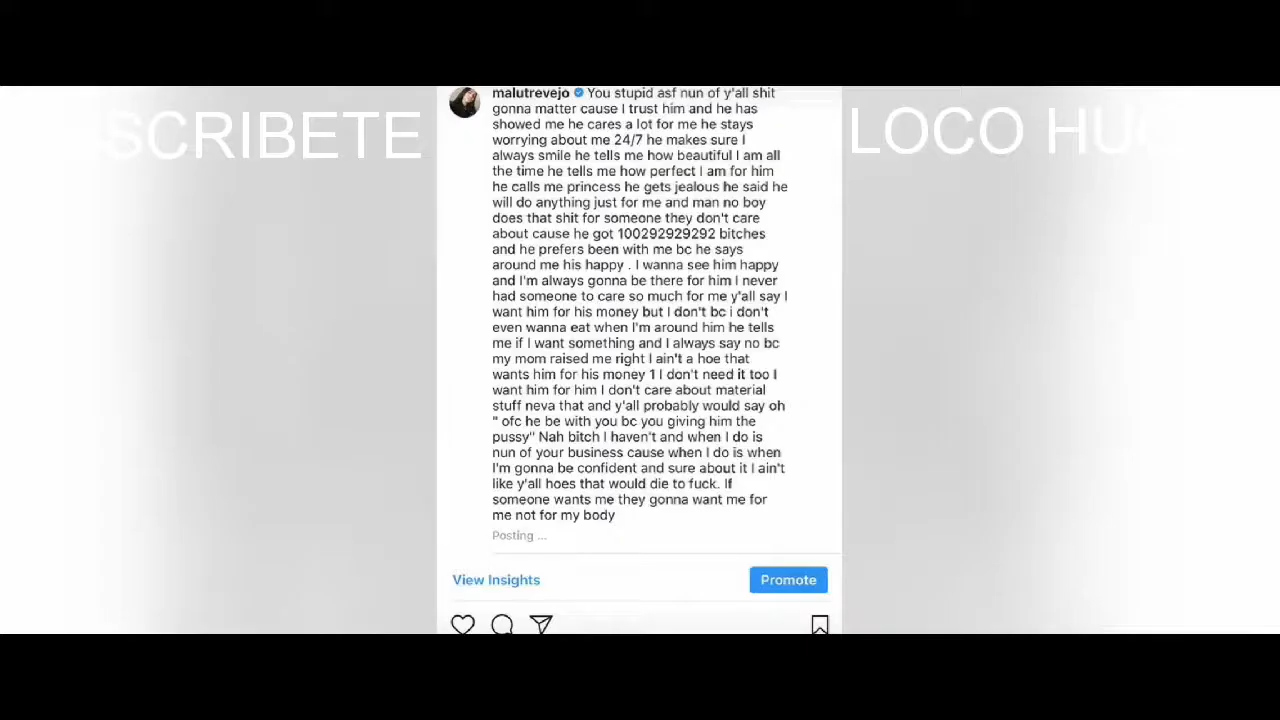 SCRIBETE
LOCO HUG
malutrevejo You stupid asf nun of y'all shit
gonna matter cause I trust him and he has
showed me he cares a lot for me he stays
worrying about me 24/7 he makes sure I
always smile he tells me how beautiful I am all
the time he tells me how perfect I am for him
he calls me princess he gets jealous he said he
will do anything just for me and man no boy
does that shit for someone they don't care
about cause he got 100292929292 bitches
and he prefers been with me bc he says
around me his happy . I wanna see him happy
and I'm always gonna be there for him I never
had someone to care so much for me y'all say I
want him for his money but I don't bc i don't
even wanna eat when I'm around him he tells
me if I want something and I always say no bc
my mom raised me right I ain't a hoe that
wants him for his money 1 I don't need it too I
want him for him I don't care about material
stuff neva that and y'all probably would say oh
" ofc he be with you bc you giving him the
pussy" Nah bitch I haven't and when I do is
nun of your business cause when I do is when
I'm gonna be confident and sure about it I ain't
like y'all hoes that would die to fuck. If
someone wants me they gonna want me for
me not for my body
Posting ...
View Insights
Promote